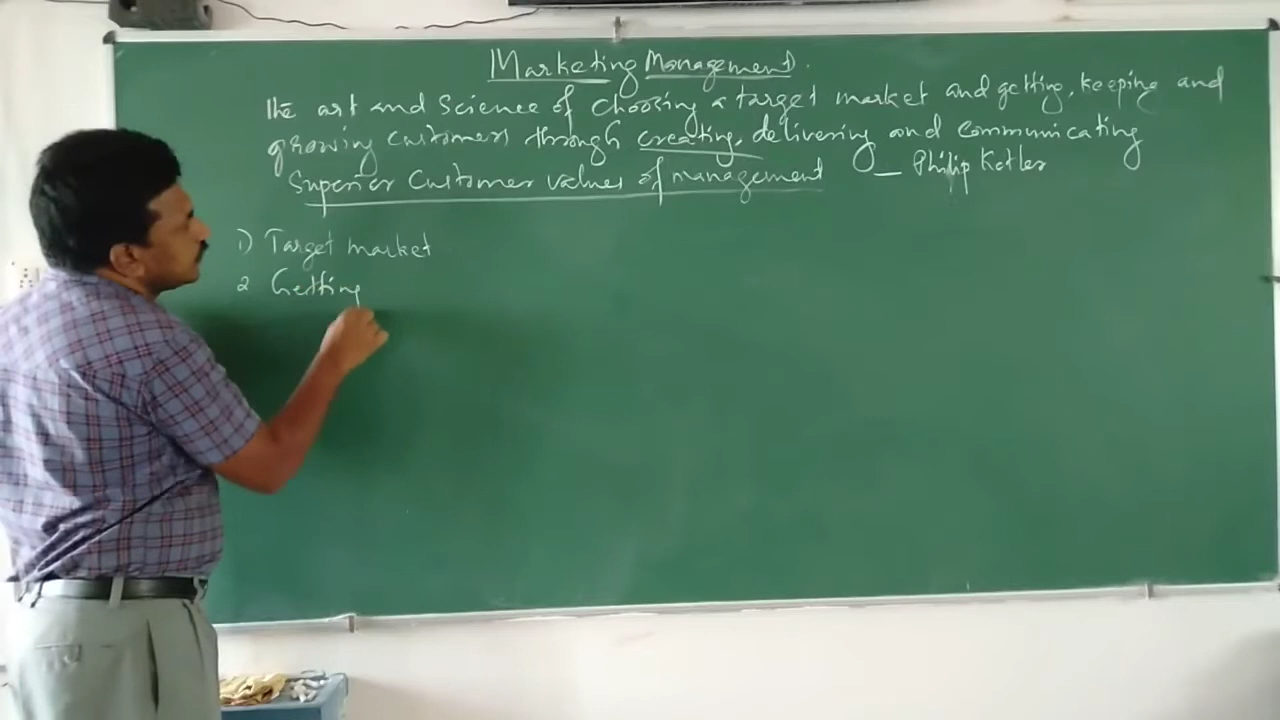 Marketing Management.
the art and science of choosing a target market and getting, keeping and
growing customers through creating, delivering and communicating
Superior customer values of management - Philip Kotler
1) Target market
2 Getting